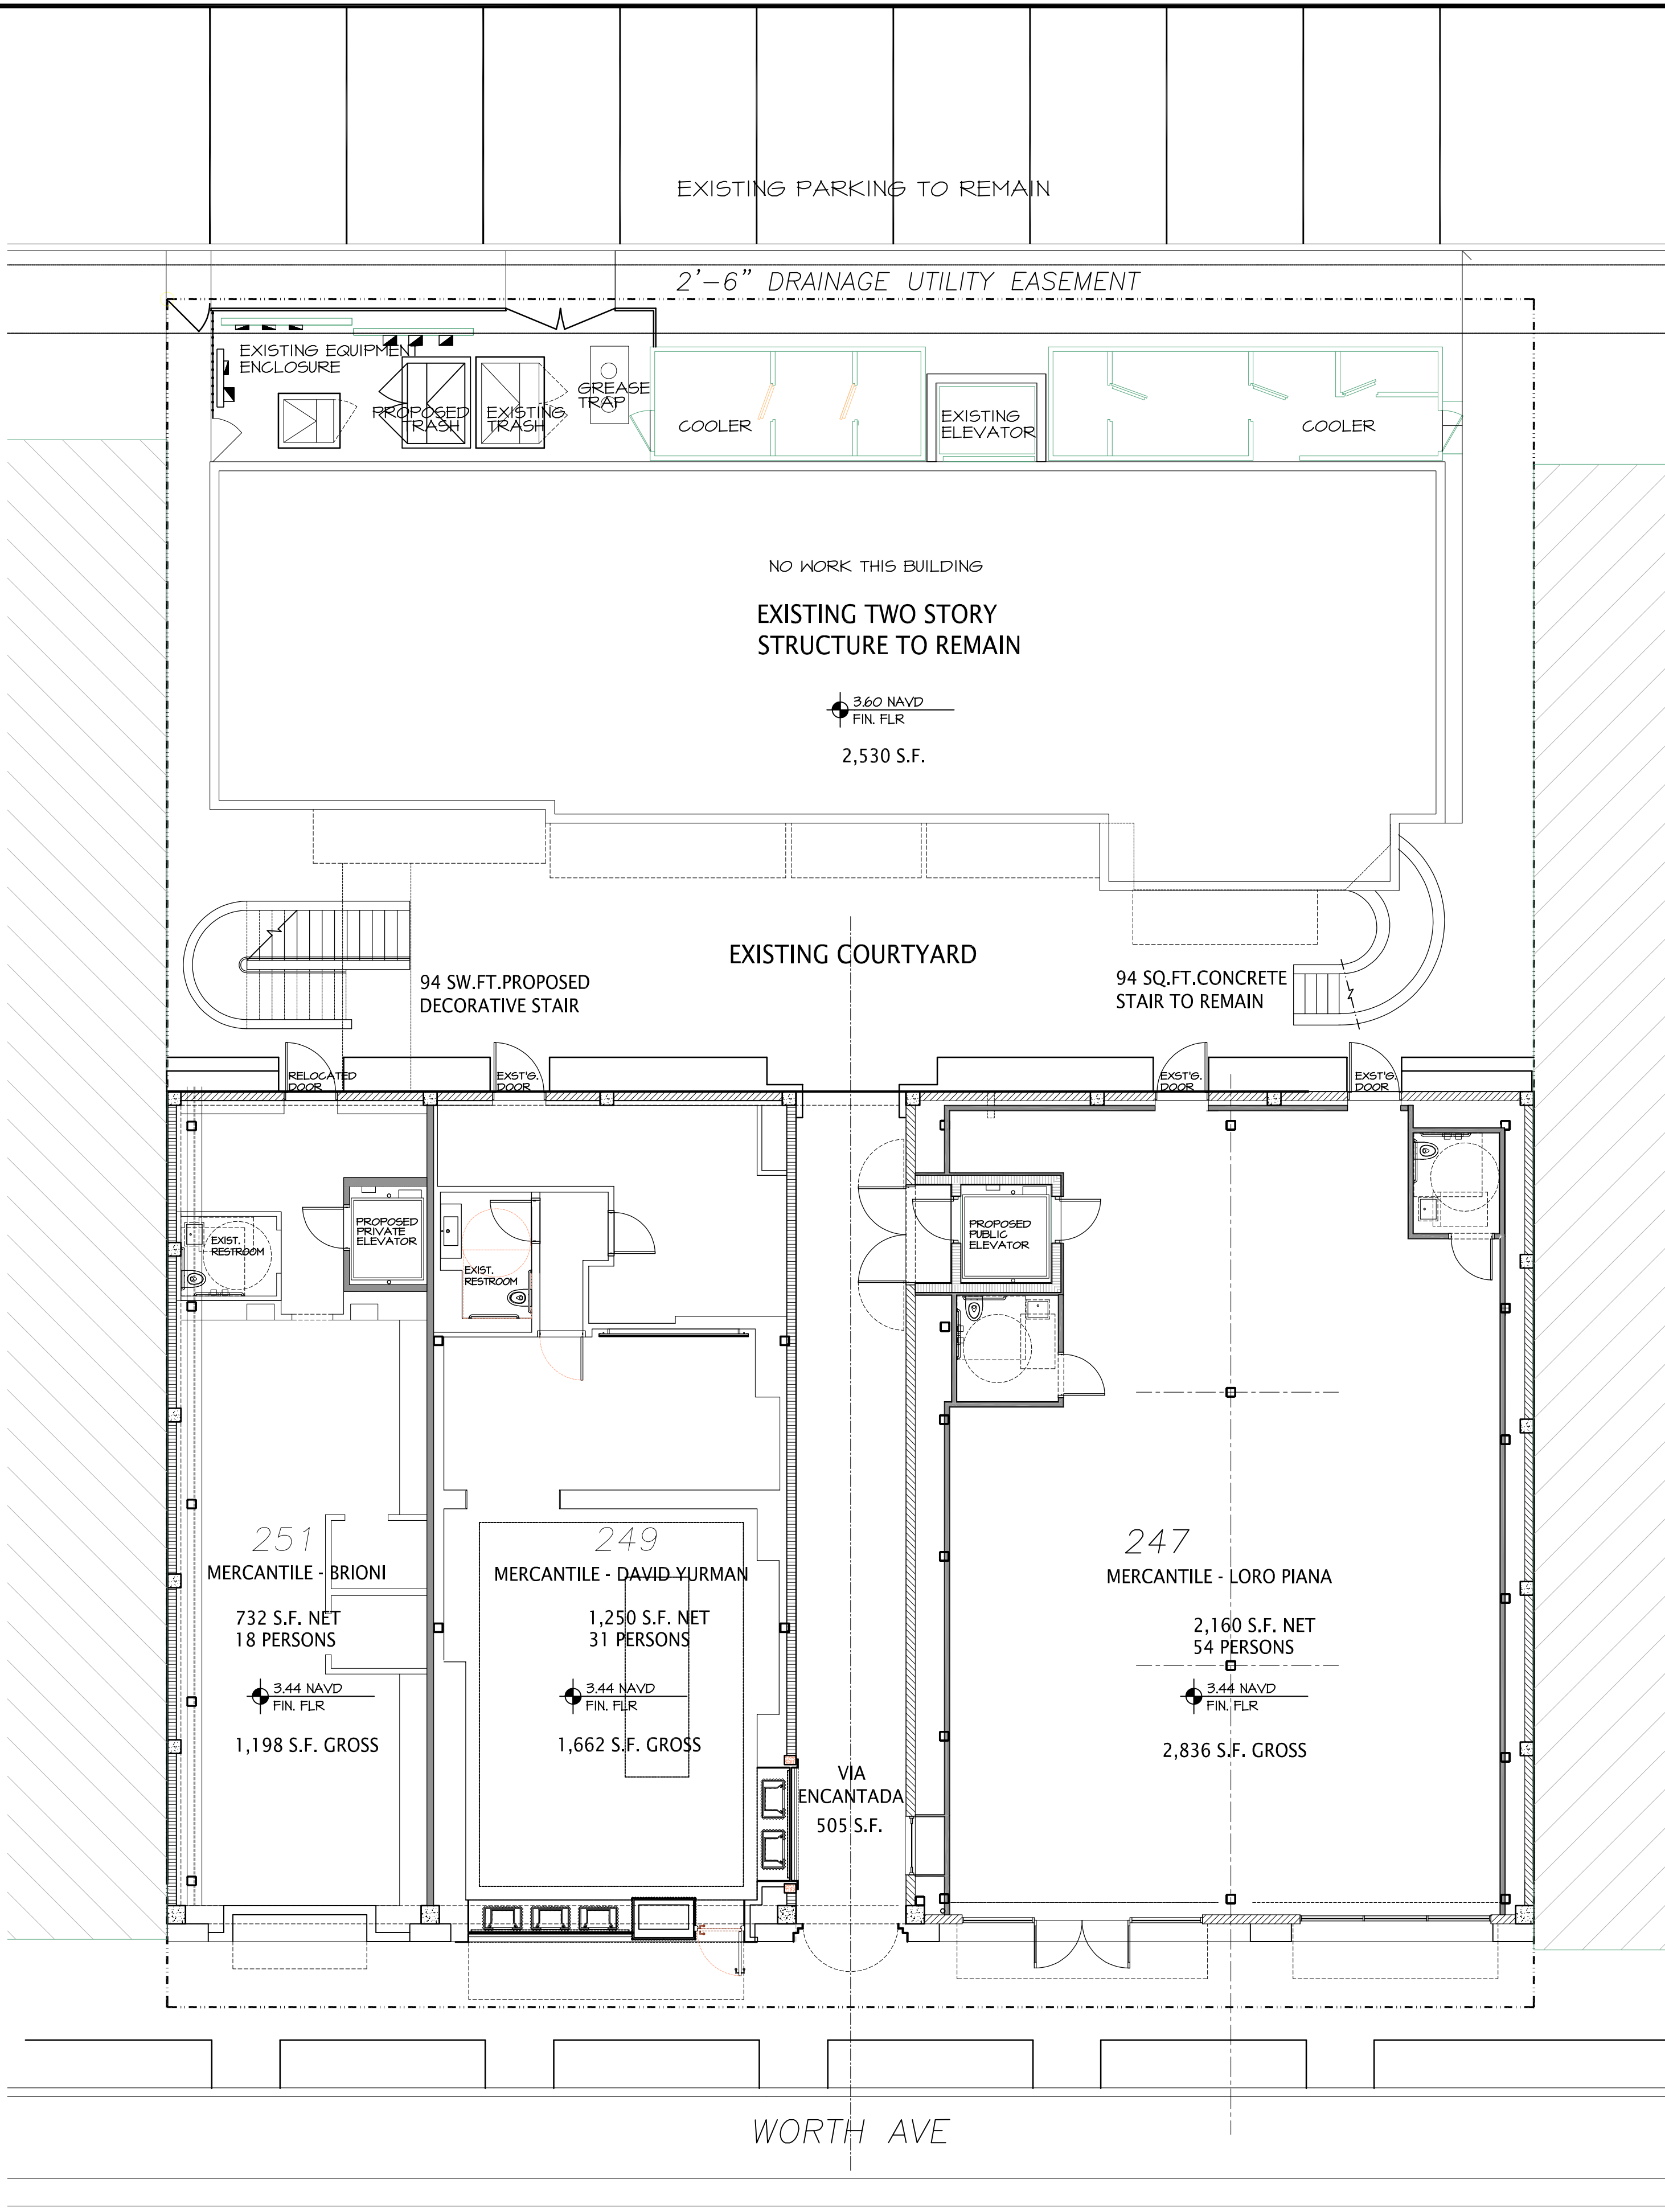 EXISTING PARKING TO REMAIN
2'-6" DRAINAGE UTILITY EASEMENT
EXISTING EQUIPMENT
ENCLOSURE
PROPOSED
TRASH
EXISTING
TRASH
GREASE
TRAP
COOLER
EXISTING
ELEVATOR
COOLER
NO WORK THIS BUILDING
EXISTING TWO STORY
STRUCTURE TO REMAIN
3.60 NAVD
FIN. FLR
2,530 S.F.
EXISTING COURTYARD
94 SW.FT.PROPOSED
DECORATIVE STAIR
94 SQ.FT.CONCRETE
STAIR TO REMAIN
RELOCATED
DOOR
EXST'G.
DOOR
EXST'G.
DOOR
EXST'G.
DOOR
EXIST.
RESTROOM
PROPOSED
PRIVATE
ELEVATOR
EXIST.
RESTROOM
PROPOSED
PUBLIC
ELEVATOR
251
MERCANTILE - BRIONI
732 S.F. NET
18 PERSONS
3.44 NAVD
FIN. FLR
1,198 S.F. GROSS
249
MERCANTILE - DAVID YURMAN
1,250 S.F. NET
31 PERSONS
3.44 NAVD
FIN. FLR
1,662 S.F. GROSS
VIA
ENCANTADA
505 S.F.
247
MERCANTILE - LORO PIANA
2,160 S.F. NET
54 PERSONS
3.44 NAVD
FIN. FLR
2,836 S.F. GROSS
WORTH AVE